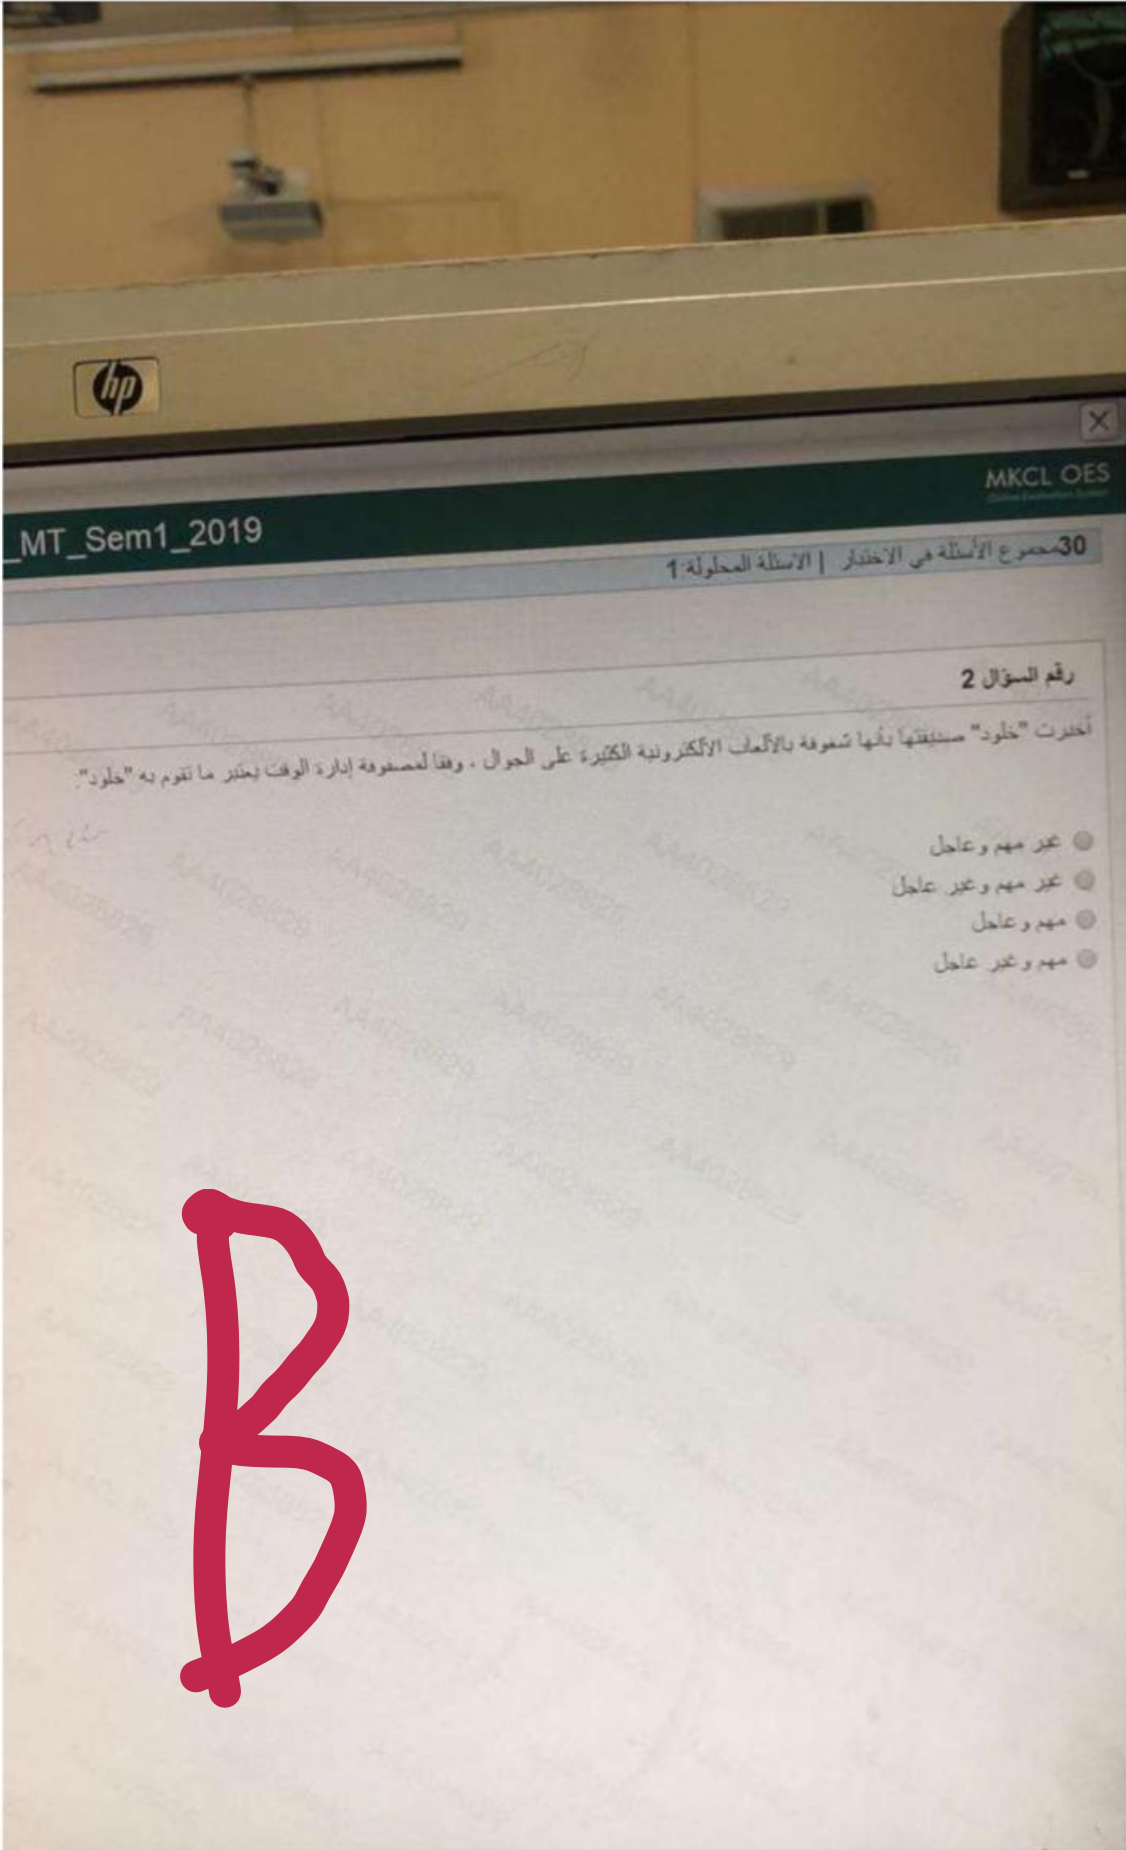 hp
MKCL OES
_MT_Sem1_2019
30مجموع الأسئلة في الاختبار | الاسئلة المحلولة:1
رقم السؤال 2
أخبرت "خلود" صديقتها بأنها شغوفة بالألعاب الألكترونية الكثيرة على الجوال ، وفقا لمصفوفة إدارة الوقت يعتبر ما تقوم به "خلود":
غير مهم وعاجل
غير مهم وغير عاجل
مهم وعاجل
مهم وغير عاجل
B